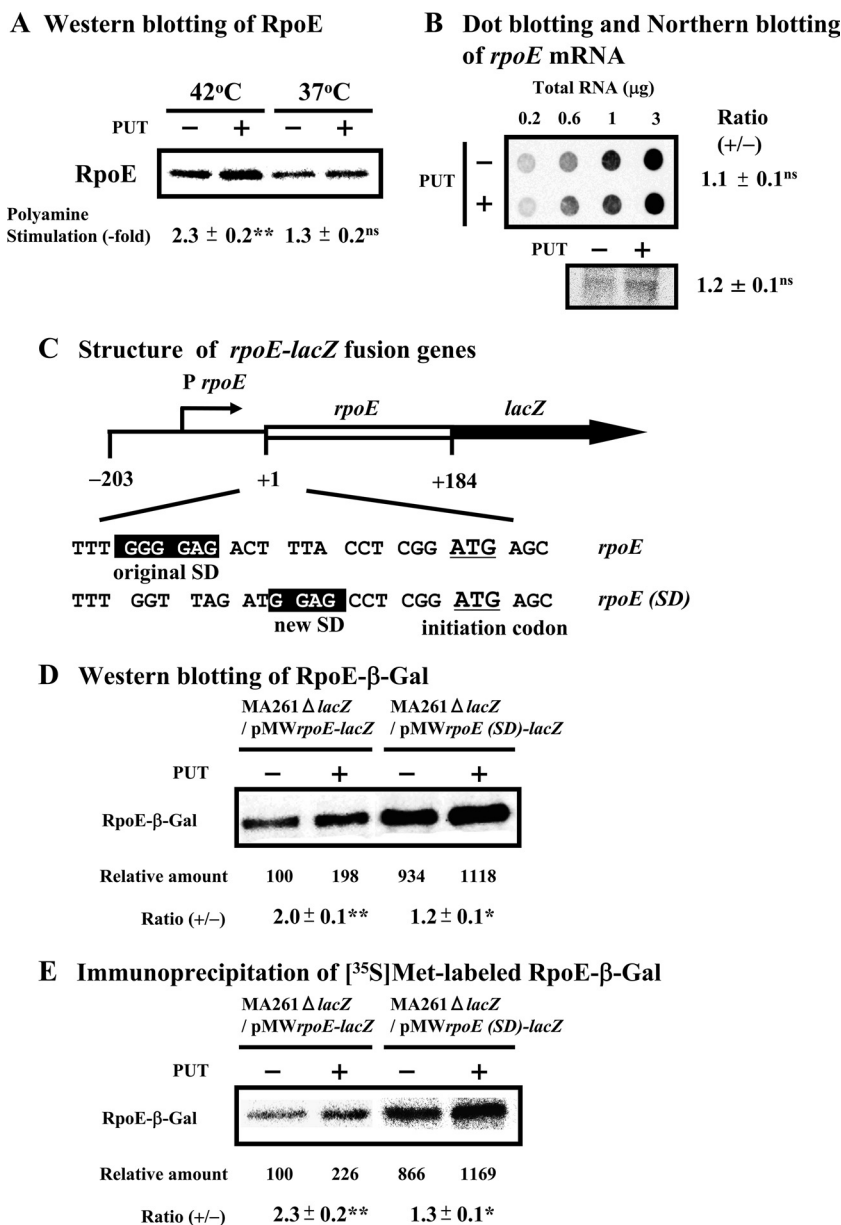 A Western blotting of RpoE
42°C 37°C
PUT − + − +
RpoE
Polyamine
Stimulation (-fold) 2.3 ± 0.2** 1.3 ± 0.2ns
B Dot blotting and Northern blotting
of rpoE mRNA
Total RNA (μg)
0.2 0.6 1 3
Ratio
(+/−)
PUT
−
+
1.1 ± 0.1ns
PUT − +
1.2 ± 0.1ns
C Structure of rpoE-lacZ fusion genes
P rpoE
rpoE lacZ
−203 +1 +184
TTT GGG GAG ACT TTA CCT CGG ATG AGC rpoE
original SD
TTT GGT TAG ATG GAG CCT CGG ATG AGC rpoE (SD)
new SD initiation codon
D Western blotting of RpoE-β-Gal
MA261 Δ lacZ MA261 Δ lacZ
/ pMWrpoE-lacZ / pMWrpoE (SD)-lacZ
PUT − + − +
RpoE-β-Gal
Relative amount 100 198 934 1118
Ratio (+/−) 2.0 ± 0.1** 1.2 ± 0.1*
E Immunoprecipitation of [³⁵S]Met-labeled RpoE-β-Gal
MA261 Δ lacZ MA261 Δ lacZ
/ pMWrpoE-lacZ / pMWrpoE (SD)-lacZ
PUT − + − +
RpoE-β-Gal
Relative amount 100 226 866 1169
Ratio (+/−) 2.3 ± 0.2** 1.3 ± 0.1*